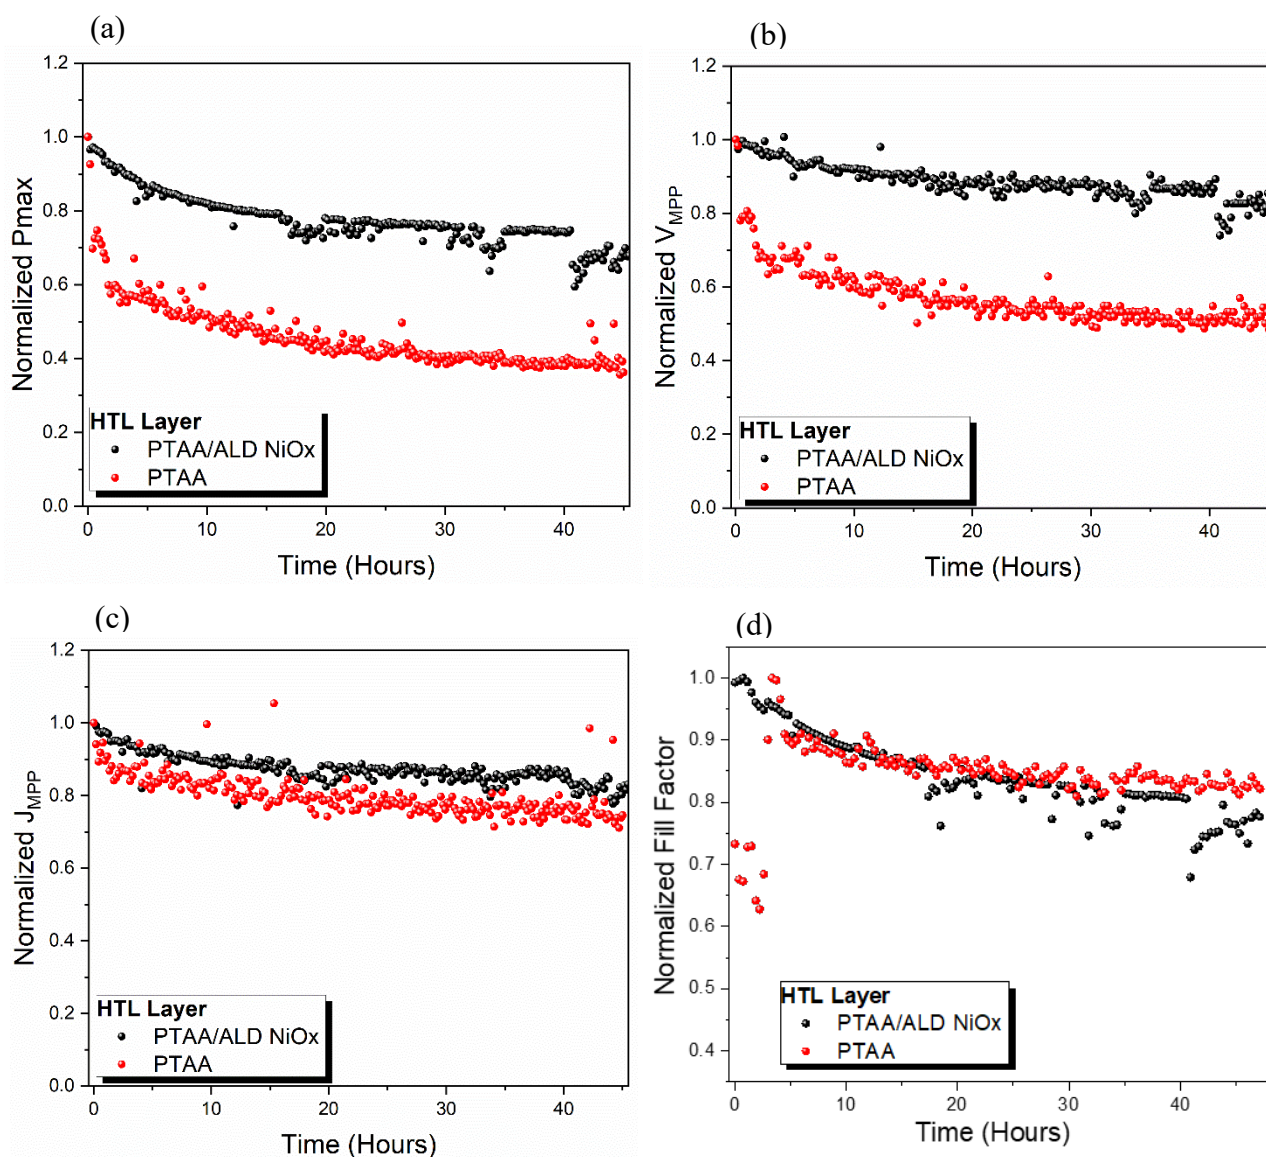 (a)
1.2
1.0
0.8
0.6
0.4
0.2
0.0
Normalized Pmax
HTL Layer
PTAA/ALD NiOx
PTAA
0
10
20
30
40
Time (Hours)
(b)
1.2
1.0
0.8
0.6
0.4
0.2
0.0
Normalized VMPP
HTL Layer
PTAA/ALD NiOx
PTAA
0
10
20
30
40
Time (Hours)
(c)
1.2
1.0
0.8
0.6
0.4
0.2
0.0
Normalized JMPP
HTL Layer
PTAA/ALD NiOx
PTAA
0
10
20
30
40
Time (Hours)
(d)
1.0
0.9
0.8
0.7
0.6
0.5
0.4
Normalized Fill Factor
HTL Layer
PTAA/ALD NiOx
PTAA
0
10
20
30
40
Time (Hours)